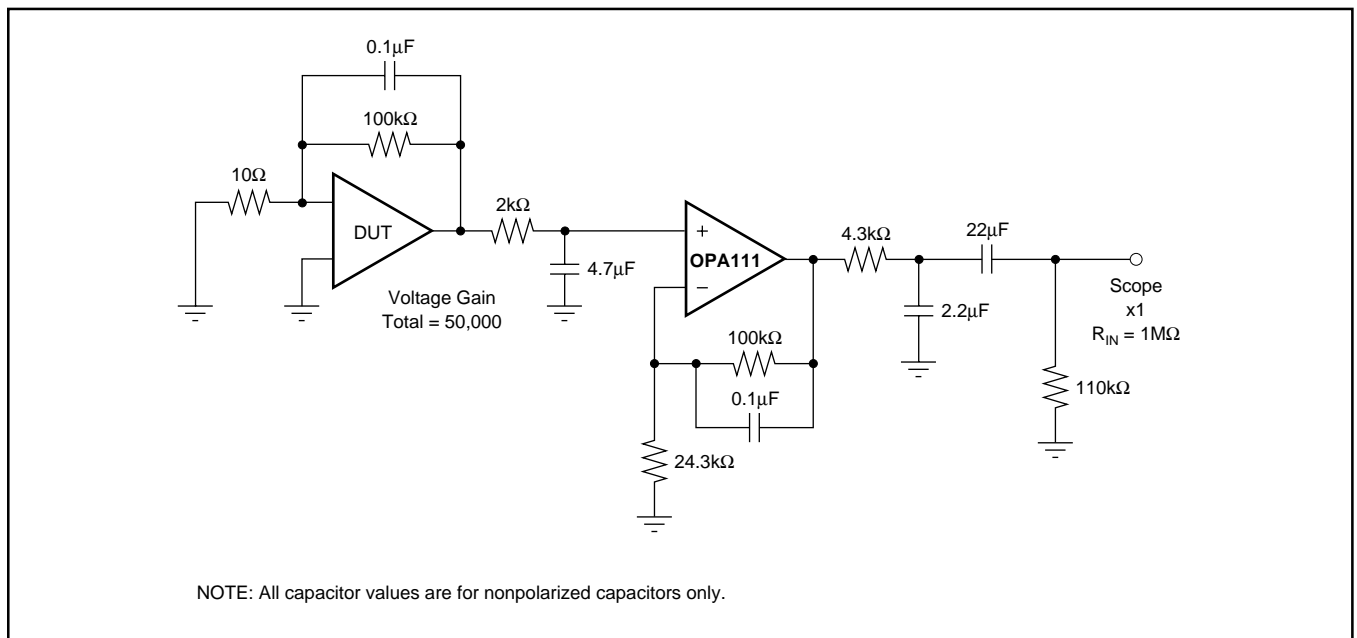 0.1μF
100kΩ
10Ω
DUT
Voltage Gain
Total = 50,000
2kΩ
4.7μF
+
OPA111
–
100kΩ
0.1μF
24.3kΩ
4.3kΩ
2.2μF
22μF
110kΩ
Scope
x1
RIN = 1MΩ
NOTE: All capacitor values are for nonpolarized capacitors only.